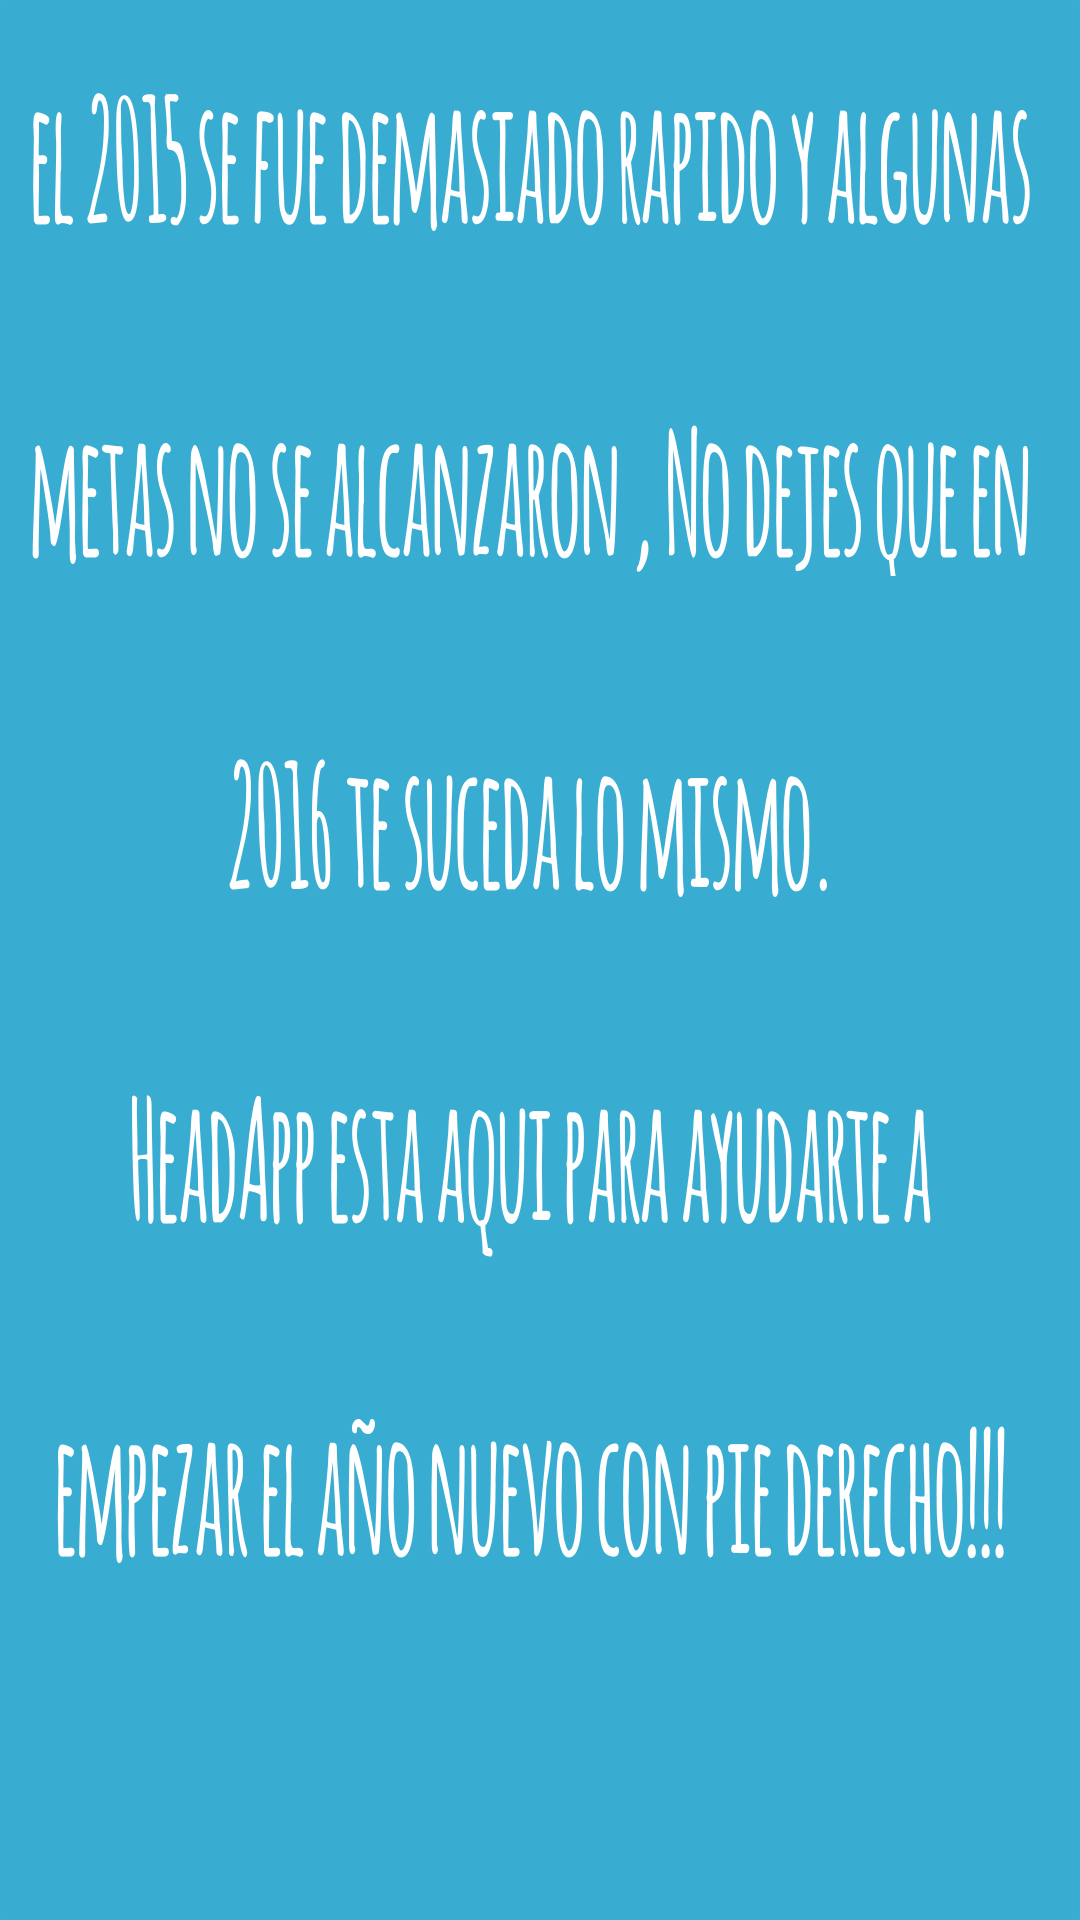 el 2015 se fue demasiado rapido y algunas
metas no se alcanzaron , No dejes que en
2016 te suceda lo mismo.
HeadApp esta aqui para ayudarte a
empezar el año nuevo con pie derecho!!!